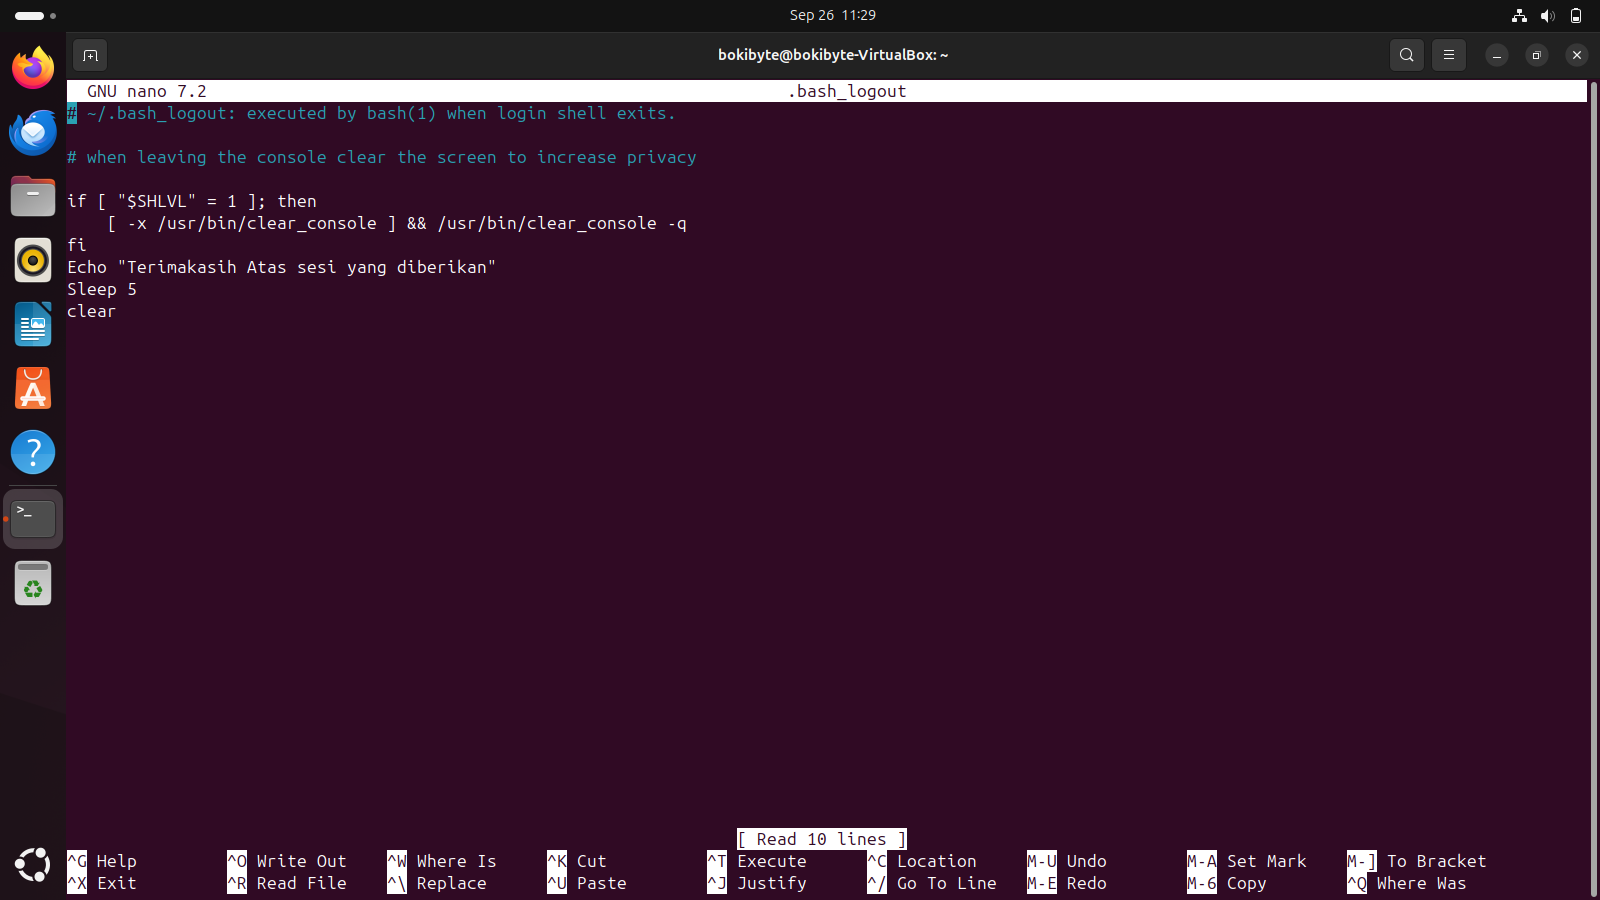 Sep 26 11:29
bokibyte@bokibyte-VirtualBox: ~
GNU nano 7.2 .bash_logout
# ~/.bash_logout: executed by bash(1) when login shell exits.
# when leaving the console clear the screen to increase privacy
if [ "$SHLVL" = 1 ]; then
[ -x /usr/bin/clear_console ] && /usr/bin/clear_console -q
fi
Echo "Terimakasih Atas sesi yang diberikan"
Sleep 5
clear
[ Read 10 lines ]
^G Help ^O Write Out ^W Where Is ^K Cut ^T Execute ^C Location M-U Undo M-A Set Mark M-] To Bracket
^X Exit ^R Read File ^\ Replace ^U Paste ^J Justify ^/ Go To Line M-E Redo M-6 Copy ^Q Where Was